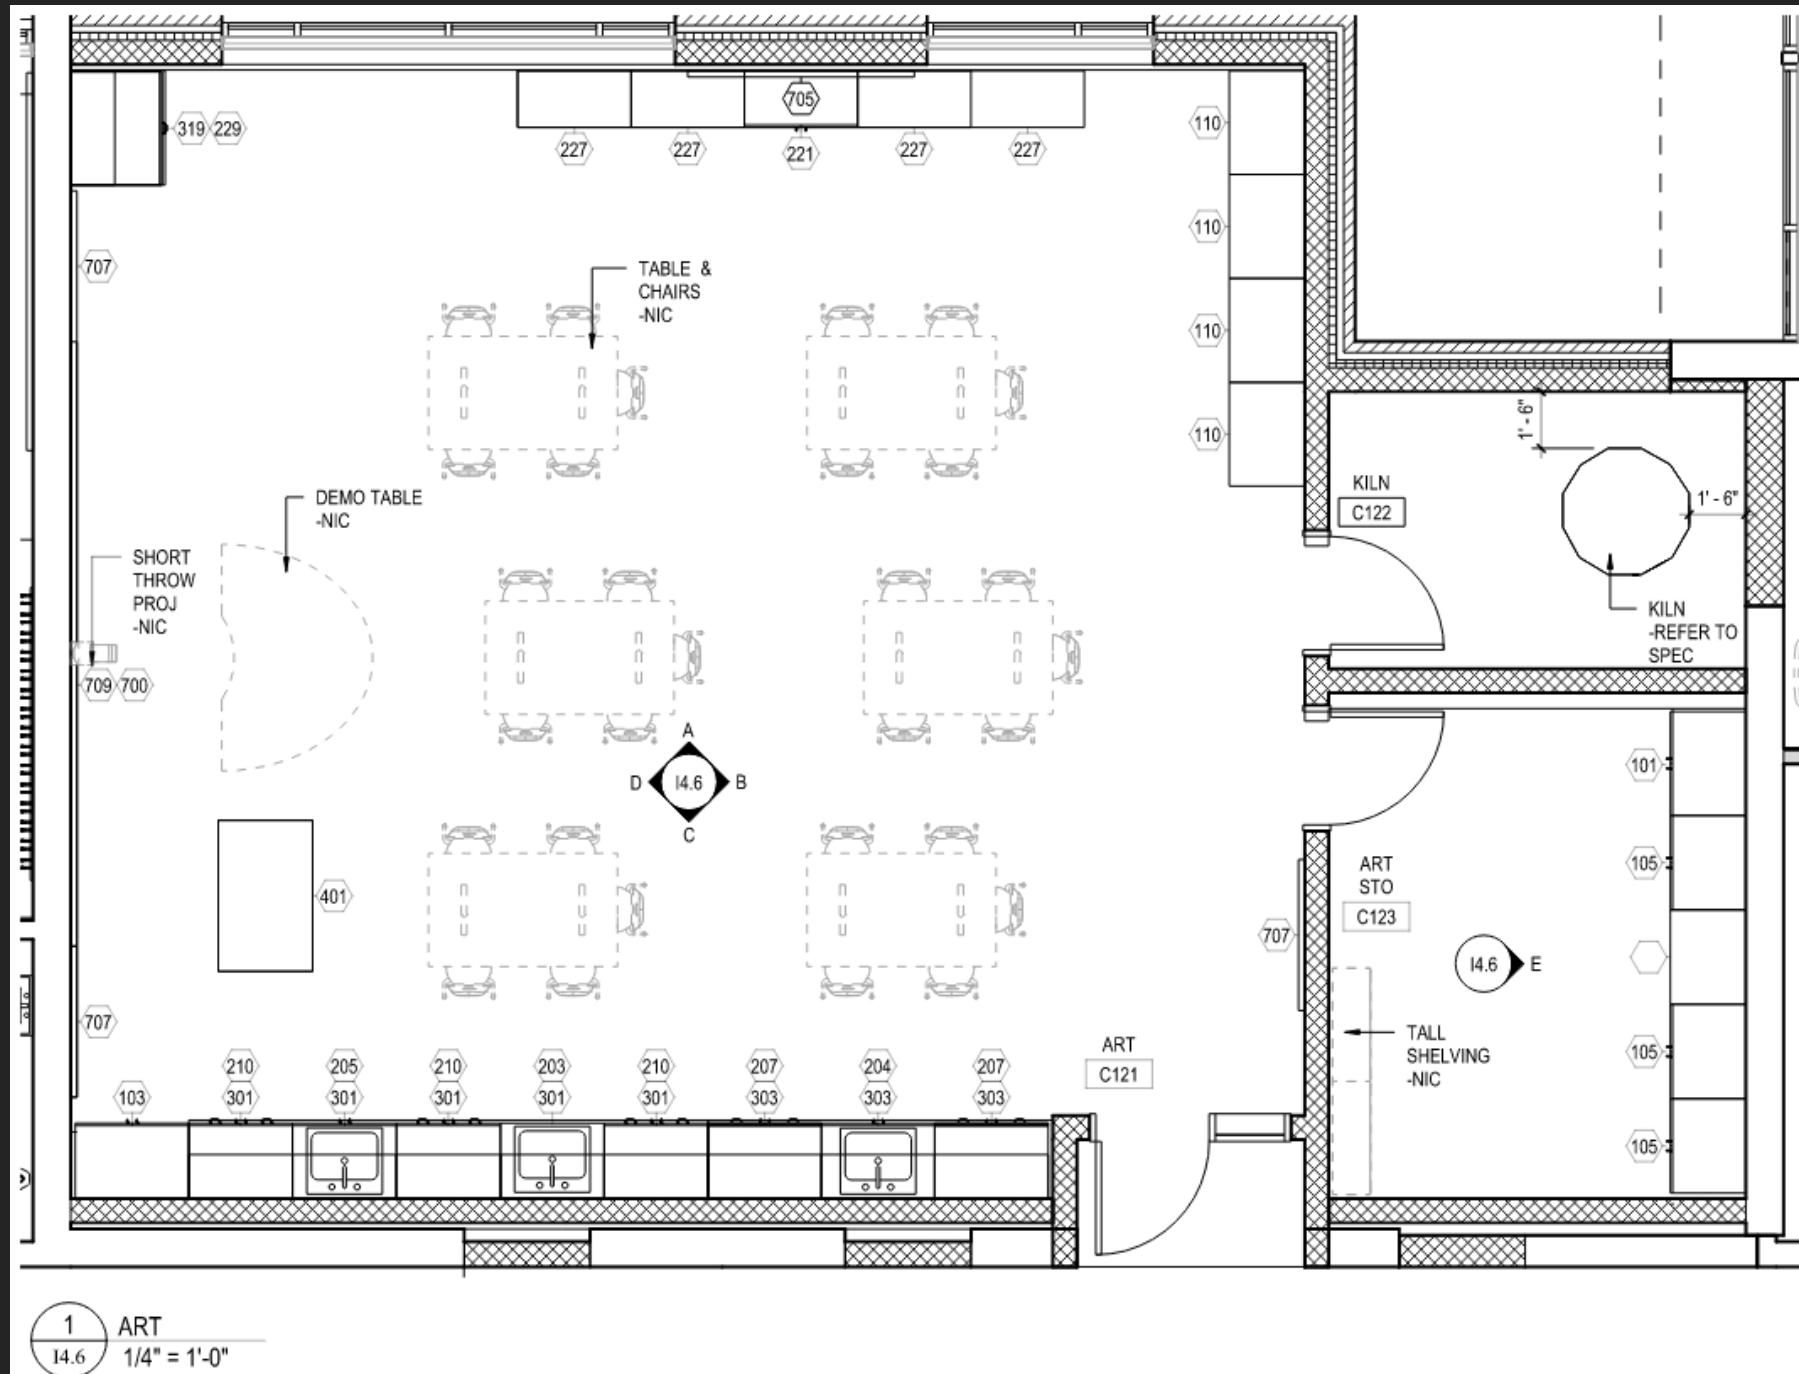 705
319 229
227 227 221 227 227
110
110
110
110
707
TABLE &
CHAIRS
-NIC
DEMO TABLE
-NIC
SHORT
THROW
PROJ
-NIC
709 700
1' - 6"
1' - 6"
KILN
C122
KILN
-REFER TO
SPEC
A
D I4.6 B
C
401
707
707
101
105
105
105
ART
STO
C123
I4.6 E
TALL
SHELVING
-NIC
ART
C121
210 205 210 203 210 207 204 207
103 301 301 301 301 301 303 303 303
1 ART
I4.6 1/4" = 1'-0"